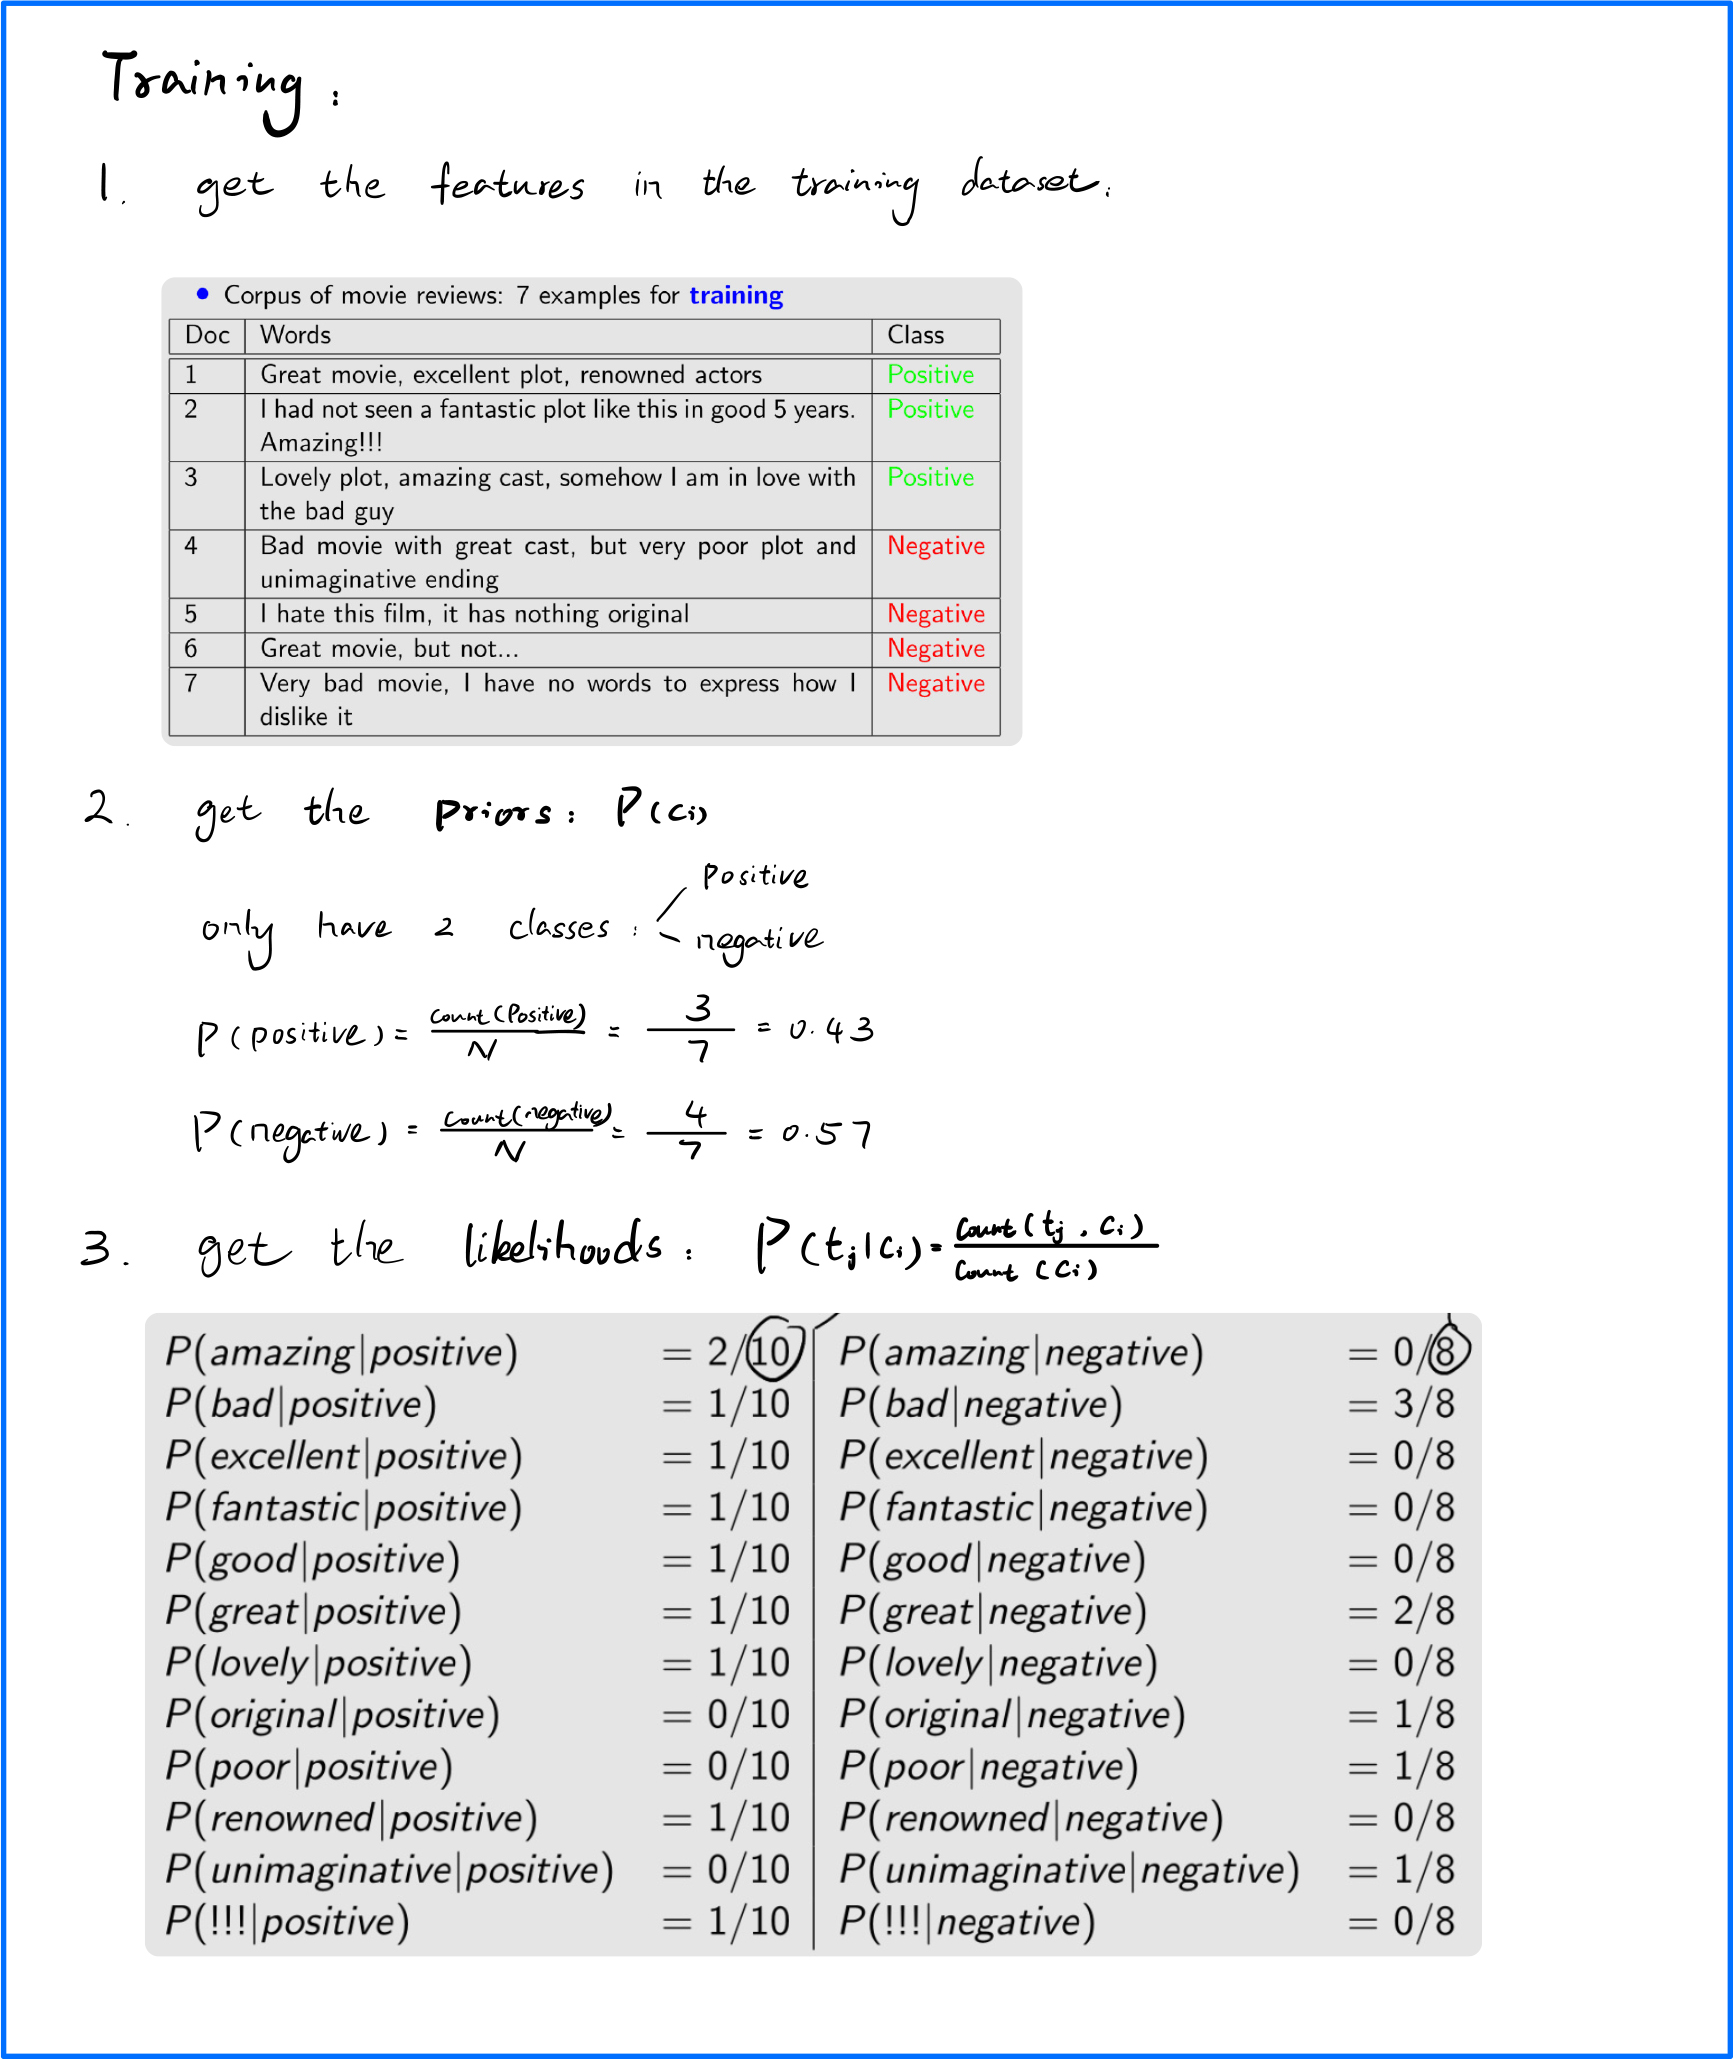 Training:
1. get the features in the training dataset.
• Corpus of movie reviews: 7 examples for training
Doc Words Class
1 Great movie, excellent plot, renowned actors Positive
2 I had not seen a fantastic plot like this in good 5 years. Positive
Amazing!!!
3 Lovely plot, amazing cast, somehow I am in love with Positive
the bad guy
4 Bad movie with great cast, but very poor plot and Negative
unimaginative ending
5 I hate this film, it has nothing original Negative
6 Great movie, but not... Negative
7 Very bad movie, I have no words to express how I Negative
dislike it
2. get the priors: P(ci)
positive
only have 2 classes:
negative
P(positive) = count(Positive)/N = 3/7 = 0.43
P(negative) = count(negative)/N = 4/7 = 0.57
3. get the likelihoods: P(tj|ci) = count(tj, ci)/count(ci)
P(amazing|positive) = 2/10 P(amazing|negative) = 0/8
P(bad|positive) = 1/10 P(bad|negative) = 3/8
P(excellent|positive) = 1/10 P(excellent|negative) = 0/8
P(fantastic|positive) = 1/10 P(fantastic|negative) = 0/8
P(good|positive) = 1/10 P(good|negative) = 0/8
P(great|positive) = 1/10 P(great|negative) = 2/8
P(lovely|positive) = 1/10 P(lovely|negative) = 0/8
P(original|positive) = 0/10 P(original|negative) = 1/8
P(poor|positive) = 0/10 P(poor|negative) = 1/8
P(renowned|positive) = 1/10 P(renowned|negative) = 0/8
P(unimaginative|positive) = 0/10 P(unimaginative|negative) = 1/8
P(!!!|positive) = 1/10 P(!!!|negative) = 0/8